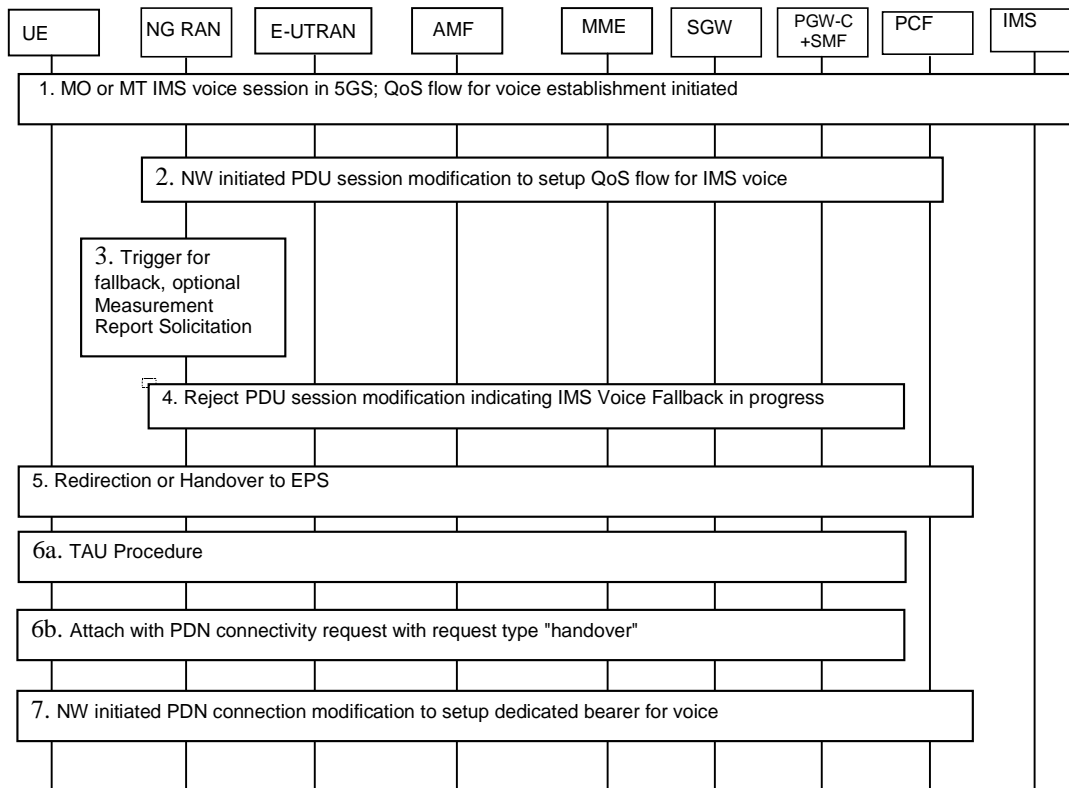 UE
NG RAN
E-UTRAN
AMF
MME
SGW
PGW-C
+SMF
PCF
IMS
1. MO or MT IMS voice session in 5GS; QoS flow for voice establishment initiated
2. NW initiated PDU session modification to setup QoS flow for IMS voice
3. Trigger for
fallback, optional
Measurement
Report Solicitation
4. Reject PDU session modification indicating IMS Voice Fallback in progress
5. Redirection or Handover to EPS
6a. TAU Procedure
6b. Attach with PDN connectivity request with request type "handover"
7. NW initiated PDN connection modification to setup dedicated bearer for voice